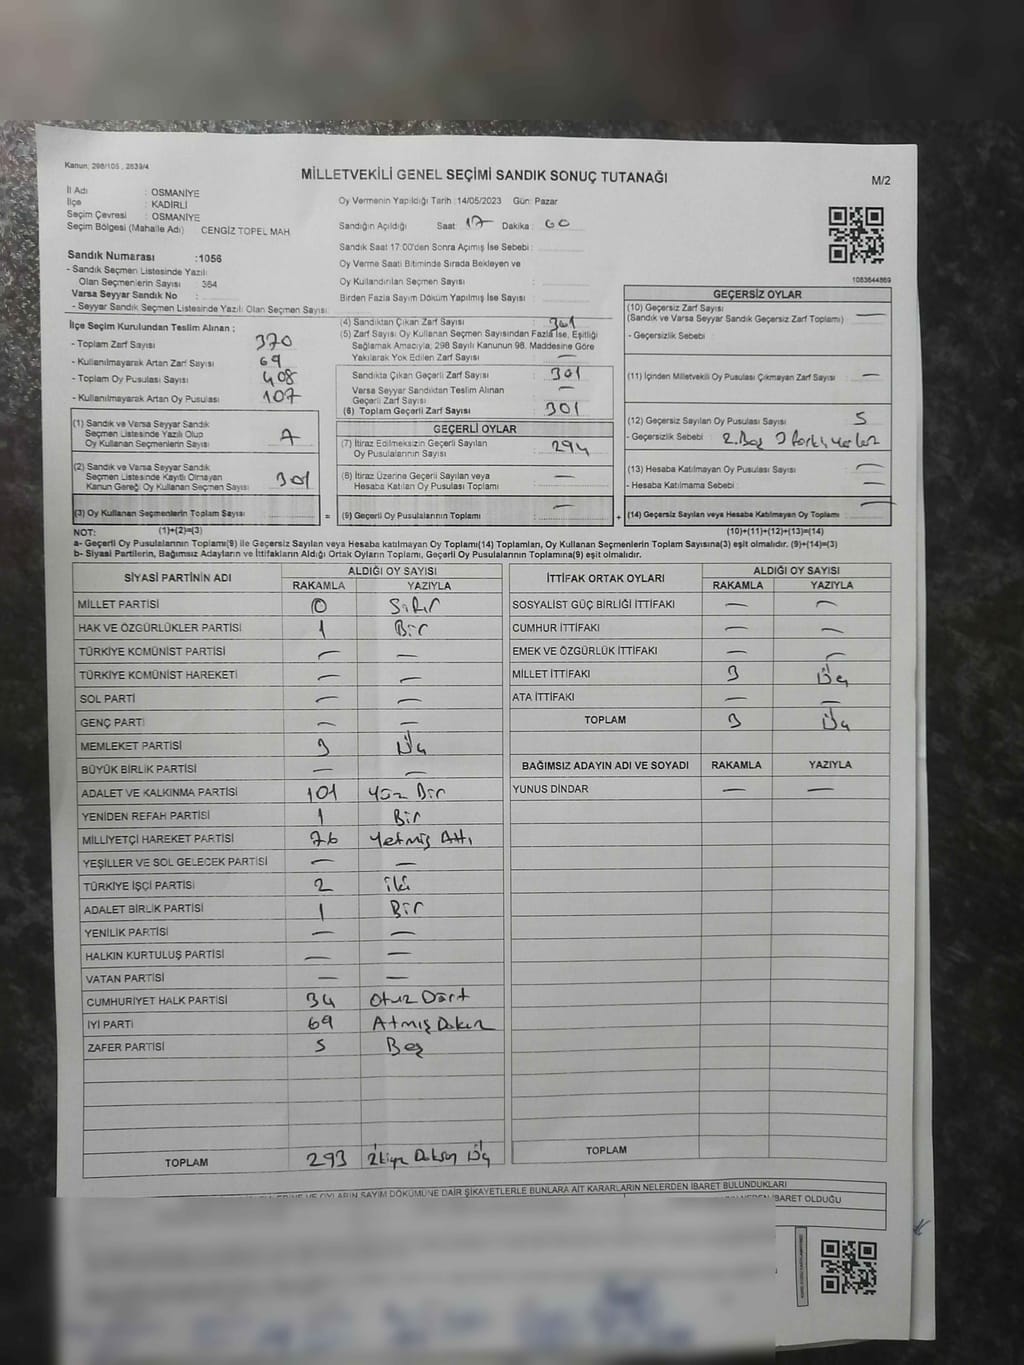 Kanun, 298/105 , 2839/4
MİLLETVEKİLİ GENEL SEÇİMİ SANDIK SONUÇ TUTANAĞI
M/2
İl Adı : OSMANİYE
İlçe : KADİRLİ
Seçim Çevresi : OSMANİYE
Seçim Bölgesi (Mahalle Adı) CENGİZ TOPEL MAH
Oy Vermenin Yapıldığı Tarih :14/05/2023 Gün: Pazar
Sandığın Açıldığı Saat: 17 Dakika : 00
Sandık Saat 17:00'den Sonra Açımış İse Sebebi :
Oy Verme Saati Bitiminde Sırada Bekleyen ve
Oy Kullandırılan Seçmen Sayısı :
Birden Fazla Sayım Döküm Yapılmış İse Sayısı :
1083644869
Sandık Numarası :1056
- Sandık Seçmen Listesinde Yazılı
Olan Seçmenlerin Sayısı : 364
Varsa Seyyar Sandık No :
- Seyyar Sandık Seçmen Listesinde Yazılı Olan Seçmen Sayısı:
İlçe Seçim Kurulundan Teslim Alınan ;
- Toplam Zarf Sayısı : 370
- Kullanılmayarak Artan Zarf Sayısı : 69
- Toplam Oy Pusulası Sayısı : 408
- Kullanılmayarak Artan Oy Pusulası : 107
(1) Sandık ve Varsa Seyyar Sandık
Seçmen Listesinde Yazılı Olup
Oy Kullanan Seçmenlerin Sayısı :
(2) Sandık ve Varsa Seyyar Sandık
Seçmen Listesinde Kayıtlı Olmayan
Kanun Gereği Oy Kullanan Seçmen Sayısı : 301
(3) Oy Kullanan Seçmenlerin Toplam Sayısı =
(4) Sandıktan Çıkan Zarf Sayısı : 301
(5) Zarf Sayısı, Oy Kullanan Seçmen Sayısından Fazla İse, Eşitliği
Sağlamak Amacıyla; 298 Sayılı Kanunun 98. Maddesine Göre
Yakılarak Yok Edilen Zarf Sayısı : —
Sandıkta Çıkan Geçerli Zarf Sayısı : 301
Varsa Seyyar Sandıktan Teslim Alınan
Geçerli Zarf Sayısı : —
(6) Toplam Geçerli Zarf Sayısı : 301
GEÇERLİ OYLAR
(7) İtiraz Edilmeksizin Geçerli Sayılan
Oy Pusulalarının Sayısı : 294
(8) İtiraz Üzerine Geçerli Sayılan veya
Hesaba Katılan Oy Pusulası Toplamı : —
(9) Geçerli Oy Pusulalarının Toplamı : — +
GEÇERSİZ OYLAR
(10) Geçersiz Zarf Sayısı
(Sandık ve Varsa Seyyar Sandık Geçersiz Zarf Toplamı) : —
- Geçersizlik Sebebi :
(11) İçinden Milletvekili Oy Pusulası Çıkmayan Zarf Sayısı : —
(12) Geçersiz Sayılan Oy Pusulası Sayısı : 5
- Geçersizlik Sebebi : 2. Boş 3 farklı yerler
(13) Hesaba Katılmayan Oy Pusulası Sayısı : —
- Hesaba Katılmama Sebebi : —
(14) Geçersiz Sayılan veya Hesaba Katılmayan Oy Toplamı : —
NOT: (1)+(2)=(3) (10)+(11)+(12)+(13)=(14)
a- Geçerli Oy Pusulalarının Toplamı(9) ile Geçersiz Sayılan veya Hesaba katılmayan Oy Toplamı(14) Toplamları, Oy Kullanan Seçmenlerin Toplam Sayısına(3) eşit olmalıdır. (9)+(14)=(3)
b- Siyasi Partilerin, Bağımsız Adayların ve İttifakların Aldığı Ortak Oyların Toplamı, Geçerli Oy Pusulalarının Toplamına(9) eşit olmalıdır.
SİYASİ PARTİNİN ADI ALDIĞI OY SAYISI
RAKAMLA YAZIYLA
MİLLET PARTİSİ 0 Sıfır
HAK VE ÖZGÜRLÜKLER PARTİSİ 1 Bir
TÜRKİYE KOMÜNİST PARTİSİ — —
TÜRKİYE KOMÜNİST HAREKETİ — —
SOL PARTİ — —
GENÇ PARTİ — —
MEMLEKET PARTİSİ 3 Üç
BÜYÜK BİRLİK PARTİSİ — —
ADALET VE KALKINMA PARTİSİ 101 Yüz Bir
YENİDEN REFAH PARTİSİ 1 Bir
MİLLİYETÇİ HAREKET PARTİSİ 76 Yetmiş Altı
YEŞİLLER VE SOL GELECEK PARTİSİ — —
TÜRKİYE İŞÇİ PARTİSİ 2 iki
ADALET BİRLİK PARTİSİ 1 Bir
YENİLİK PARTİSİ — —
HALKIN KURTULUŞ PARTİSİ — —
VATAN PARTİSİ — —
CUMHURİYET HALK PARTİSİ 34 Otuz Dört
İYİ PARTİ 69 Atmış Dokuz
ZAFER PARTİSİ 5 Beş
TOPLAM 293 Üç
İTTİFAK ORTAK OYLARI ALDIĞI OY SAYISI
RAKAMLA YAZIYLA
SOSYALİST GÜÇ BİRLİĞİ İTTİFAKI — —
CUMHUR İTTİFAKI — —
EMEK VE ÖZGÜRLÜK İTTİFAKI — —
MİLLET İTTİFAKI 3 Üç
ATA İTTİFAKI — —
TOPLAM 3 Üç
BAĞIMSIZ ADAYIN ADI VE SOYADI RAKAMLA YAZIYLA
YUNUS DİNDAR — —
TOPLAM
OYLARIN SAYIM DÖKÜMÜNE DAİR ŞİKAYETLERLE BUNLARA AİT KARARLARIN NELERDEN İBARET BULUNDUKLARI
İBARET OLDUĞU